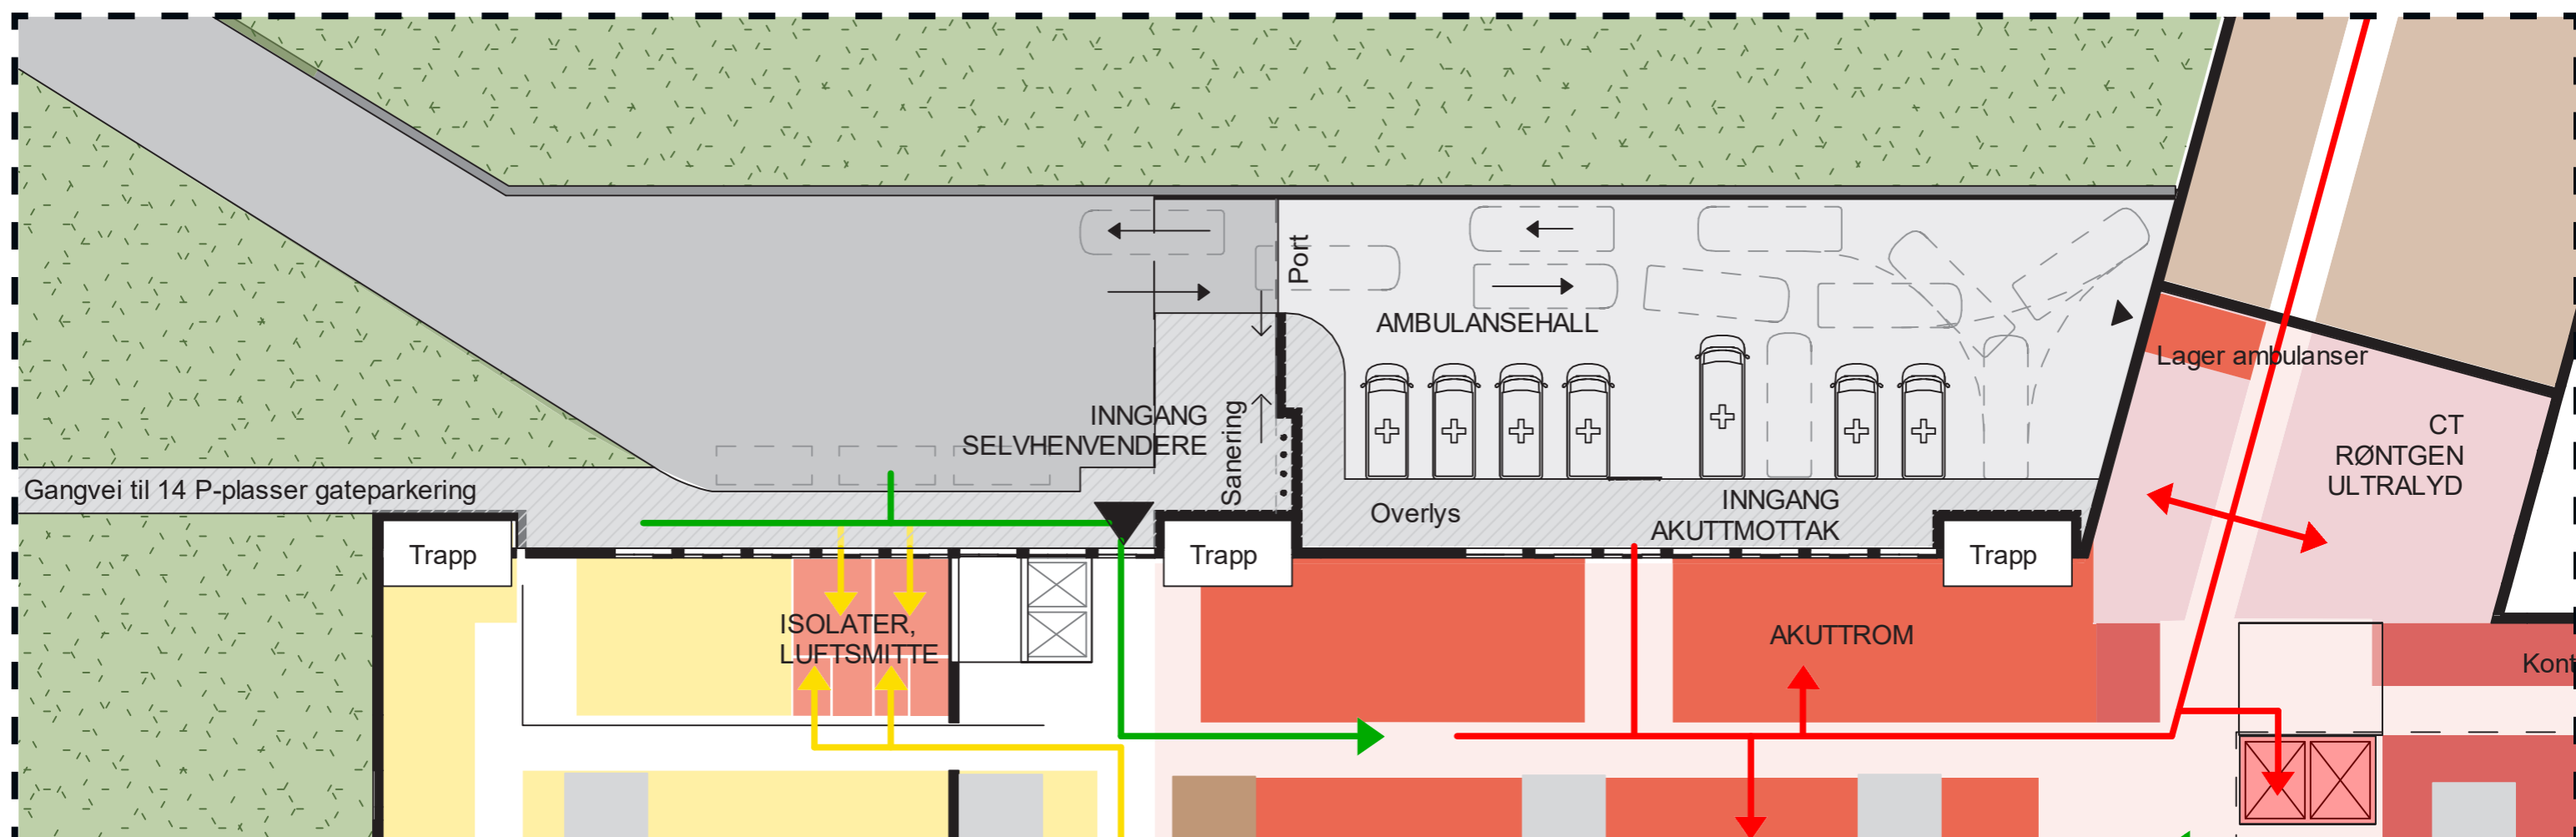 Port
AMBULANSEHALL
Lager ambulanser
INNGANG
SELVHENVENDERE
Sanering
CT
RØNTGEN
ULTRALYD
Gangvei til 14 P-plasser gateparkering
Overlys
INNGANG
AKUTTMOTTAK
Trapp
Trapp
Trapp
ISOLATER,
LUFTSMITTE
AKUTTROM
Kont